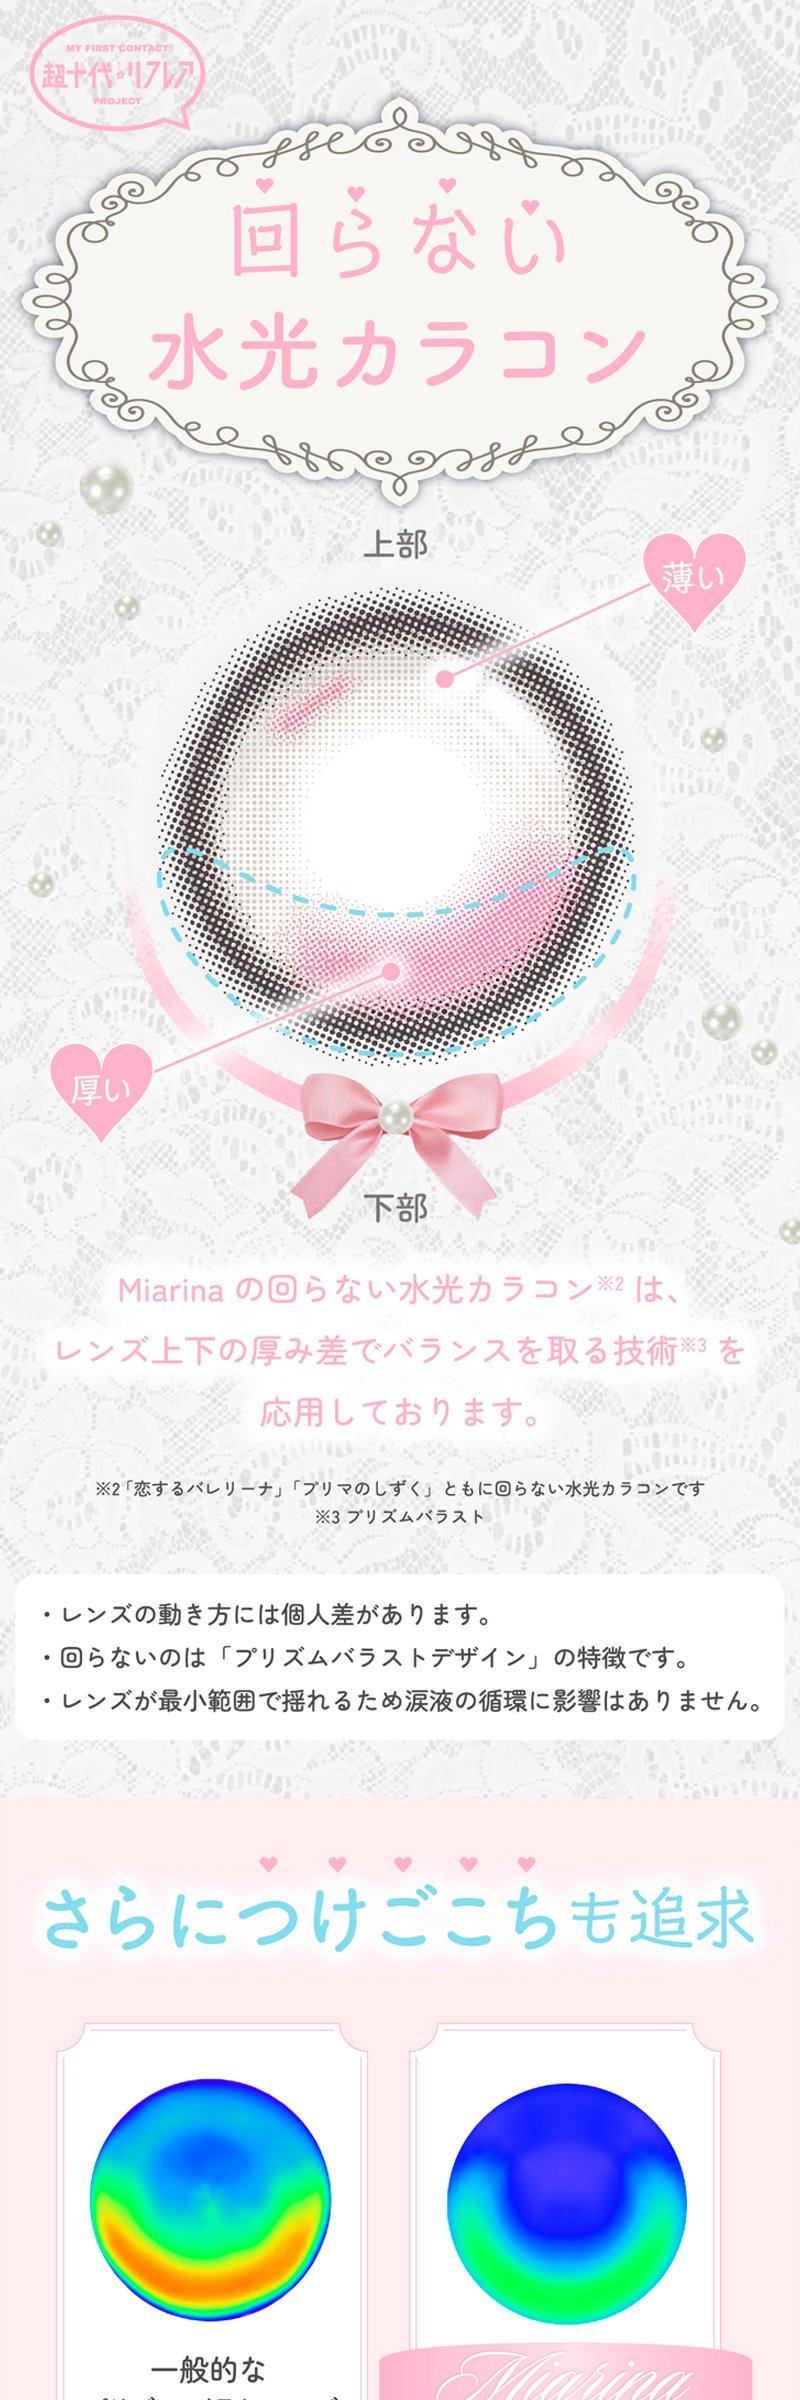 MY FIRST CONTACT
超十代☆リフレア
PROJECT
回らない
水光カラコン
上部
薄い
厚い
下部
Miarina の回らない水光カラコン※2 は、
レンズ上下の厚み差でバランスを取る技術※3 を
応用しております。
※2「恋するバレリーナ」「プリマのしずく」ともに回らない水光カラコンです
※3 プリズムバラスト
・レンズの動き方には個人差があります。
・回らないのは「プリズムバラストデザイン」の特徴です。
・レンズが最小範囲で揺れるため涙液の循環に影響はありません。
さらにつけごこちも追求
一般的な
Miarina